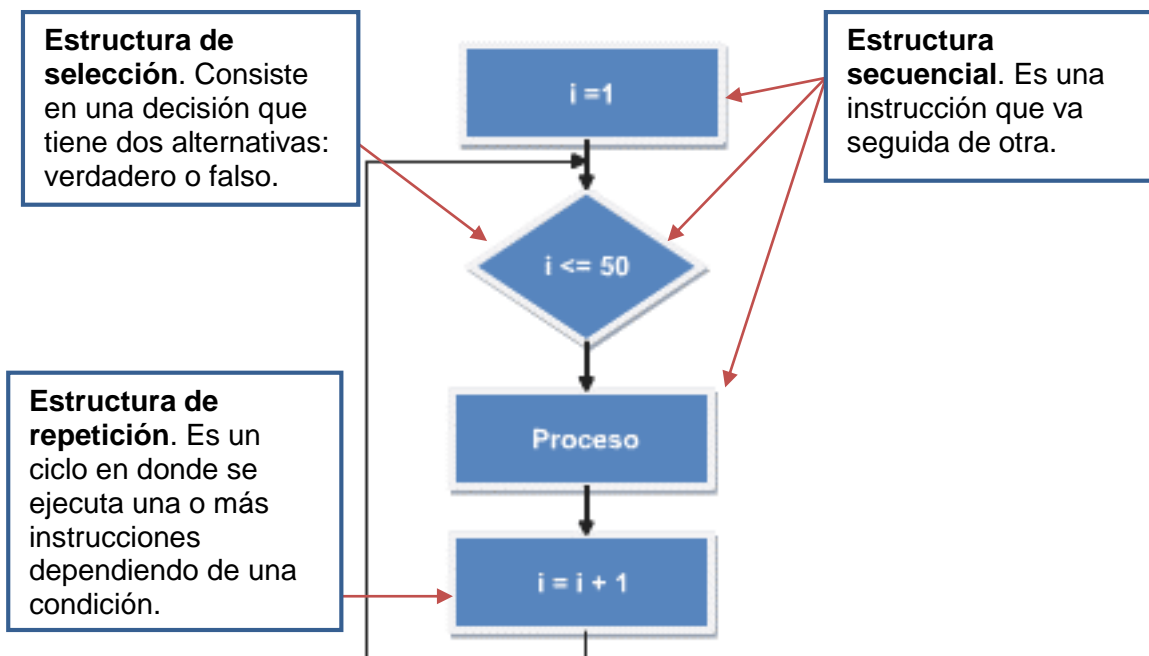 Estructura de
selección. Consiste
en una decisión que
tiene dos alternativas:
verdadero o falso.
i =1
Estructura
secuencial. Es una
instrucción que va
seguida de otra.
i <= 50
Estructura de
repetición. Es un
ciclo en donde se
ejecuta una o más
instrucciones
dependiendo de una
condición.
Proceso
i = i + 1